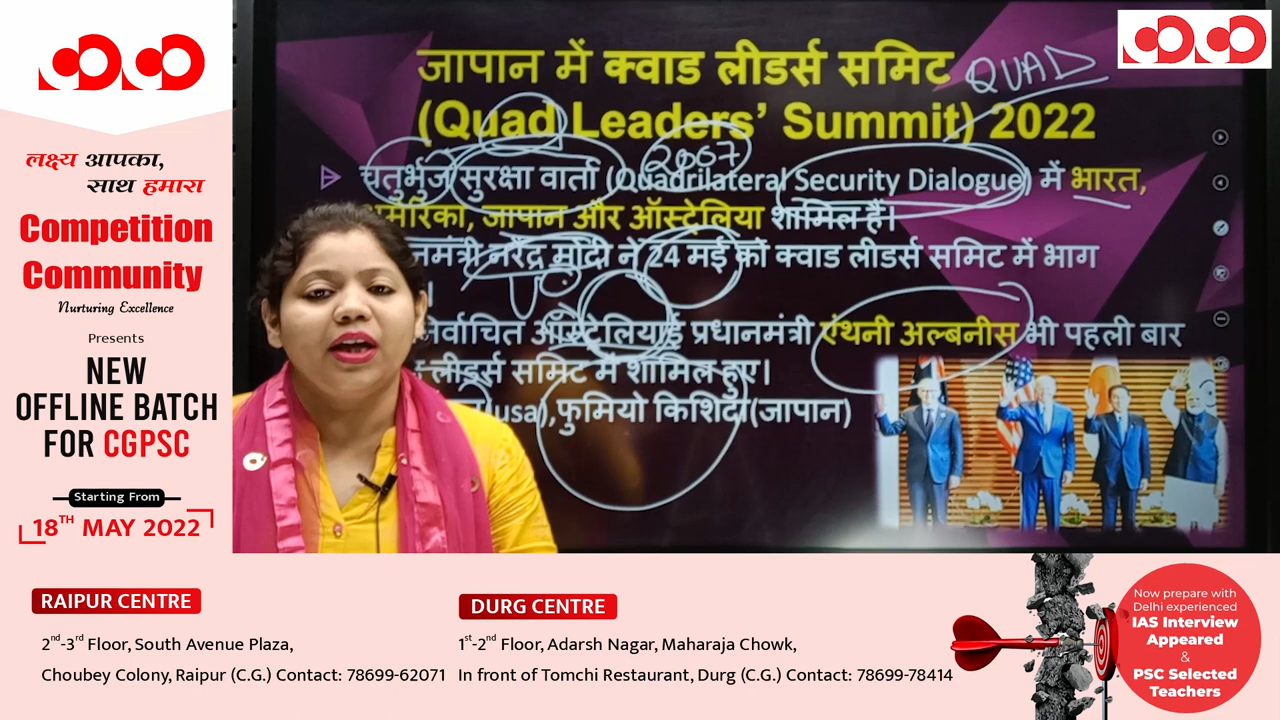 लक्ष्य आपका,
साथ हमारा
Competition
Community
Nurturing Excellence
Presents
NEW
OFFLINE BATCH
FOR CGPSC
Starting From
18TH MAY 2022
जापान में क्वाड लीडर्स समिट QUAD
(Quad Leaders' Summit) 2022
2007
चतुर्भुज सुरक्षा वार्ता (Quadrilateral Security Dialogue) में भारत,
अमेरिका, जापान और ऑस्ट्रेलिया शामिल हैं।
नरेंद्र मोदी ने 24 मई को क्वाड लीडर्स समिट में भाग
ऑस्ट्रेलियाई प्रधानमंत्री एंथनी अल्बनीस भी पहली बार
लीडर्स समिट में शामिल हुए।
(usa),फुमियो किशिदा(जापान)
RAIPUR CENTRE
2nd-3rd Floor, South Avenue Plaza,
Choubey Colony, Raipur (C.G.) Contact: 78699-62071
DURG CENTRE
1st-2nd Floor, Adarsh Nagar, Maharaja Chowk,
In front of Tomchi Restaurant, Durg (C.G.) Contact: 78699-78414
Now prepare with
Delhi experienced
IAS Interview
Appeared
&
PSC Selected
Teachers